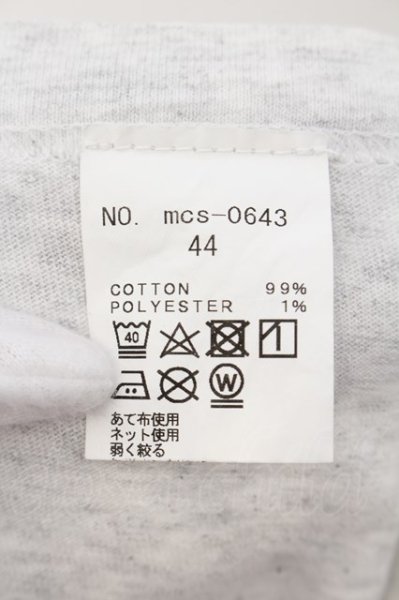 NO. mcs-0643
44
COTTON 99%
POLYESTER 1%
40
W
あて布使用
ネット使用
弱く絞る